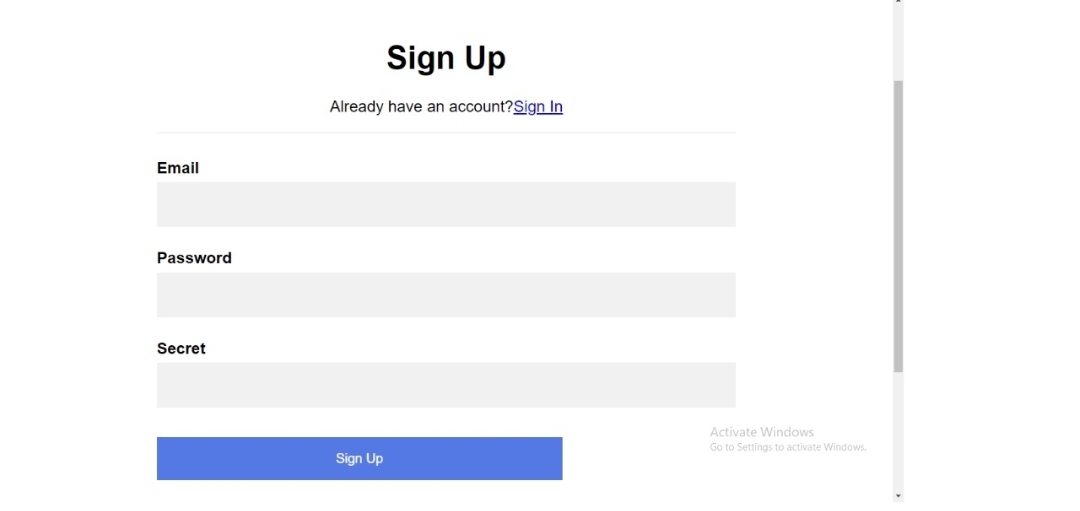 Sign Up
Already have an account?Sign In
Email
Password
Secret
Sign Up
Activate Windows
Go to Settings to activate Windows.